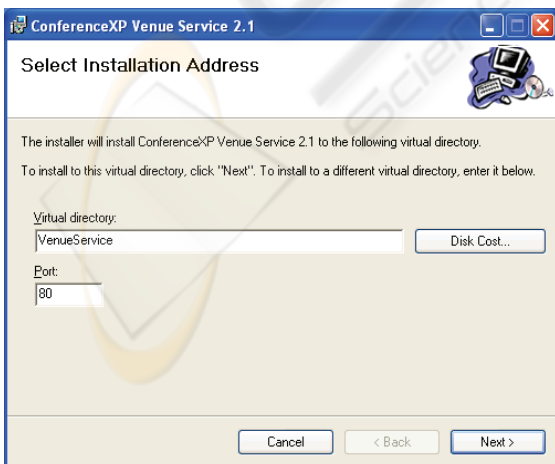 ConferenceXP Venue Service 2.1
Select Installation Address
The installer will install ConferenceXP Venue Service 2.1 to the following virtual directory.
To install to this virtual directory, click "Next". To install to a different virtual directory, enter it below.
Virtual directory:
VenueService
Disk Cost...
Port:
80
Cancel
< Back
Next >